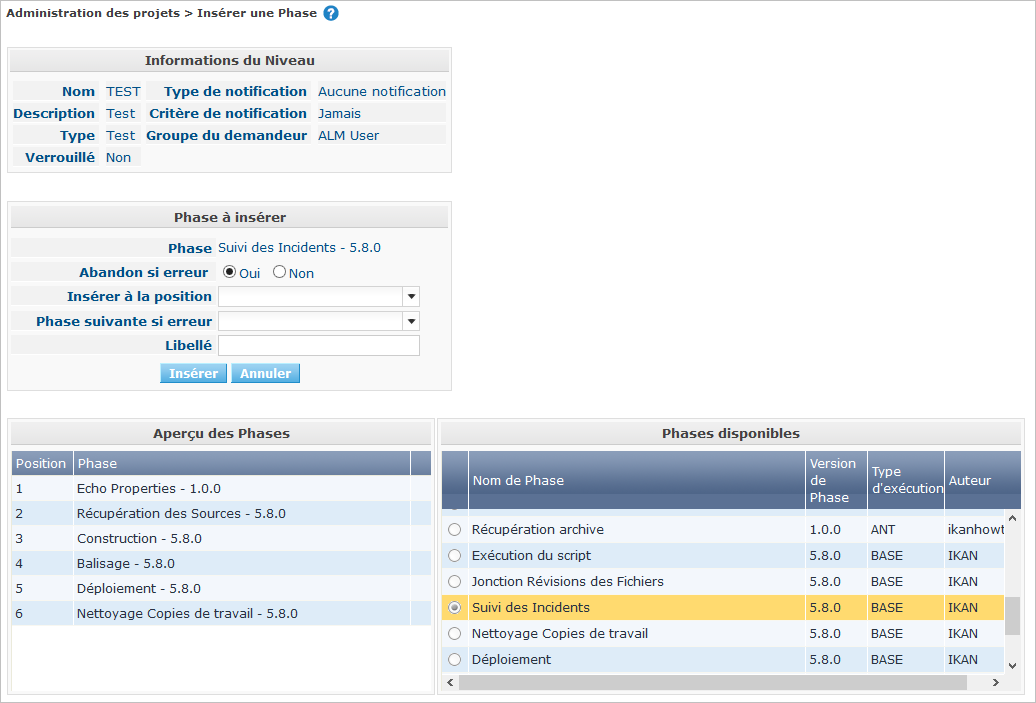 Administration des projets > Insérer une Phase ?
Informations du Niveau
Nom TEST Type de notification Aucune notification
Description Test Critère de notification Jamais
Type Test Groupe du demandeur ALM User
Verrouillé Non
Phase à insérer
Phase Suivi des Incidents - 5.8.0
Abandon si erreur Oui Non
Insérer à la position
Phase suivante si erreur
Libellé
Insérer Annuler
Aperçu des Phases
Position Phase
1 Echo Properties - 1.0.0
2 Récupération des Sources - 5.8.0
3 Construction - 5.8.0
4 Balisage - 5.8.0
5 Déploiement - 5.8.0
6 Nettoyage Copies de travail - 5.8.0
Phases disponibles
Nom de Phase Version de Phase Type d'exécution Auteur
Récupération archive 1.0.0 ANT ikanhowt
Exécution du script 5.8.0 BASE IKAN
Jonction Révisions des Fichiers 5.8.0 BASE IKAN
Suivi des Incidents 5.8.0 BASE IKAN
Nettoyage Copies de travail 5.8.0 BASE IKAN
Déploiement 5.8.0 BASE IKAN